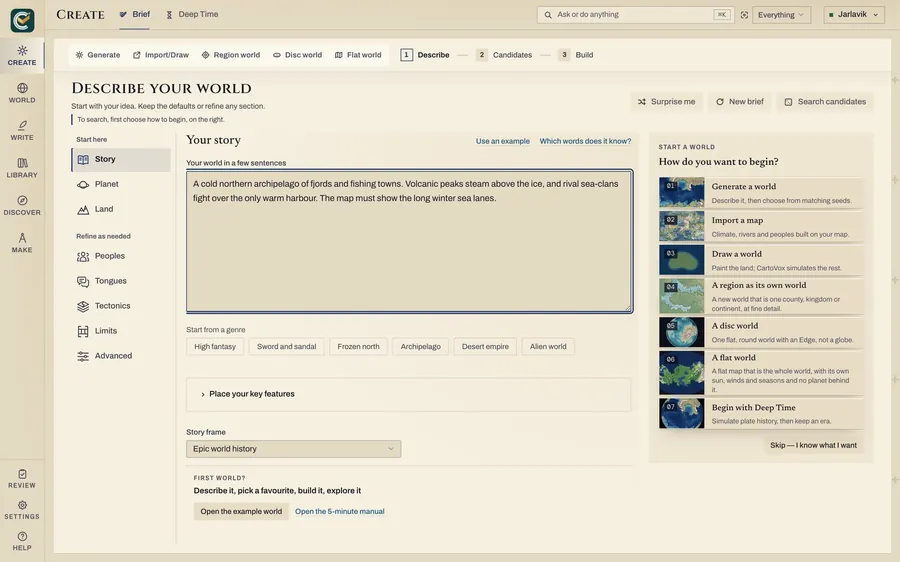 CREATE
Brief
Deep Time
Ask or do anything
⌘K
Everything
Jarlavik
CREATE
WORLD
WRITE
LIBRARY
DISCOVER
MAKE
REVIEW
SETTINGS
HELP
Generate
Import/Draw
Region world
Disc world
Flat world
1 Describe
2 Candidates
3 Build
DESCRIBE YOUR WORLD
Start with your idea. Keep the defaults or refine any section.
To search, first choose how to begin, on the right.
Surprise me
New brief
Search candidates
Start here
Story
Planet
Land
Refine as needed
Peoples
Tongues
Tectonics
Limits
Advanced
Your story
Use an example
Which words does it know?
Your world in a few sentences
A cold northern archipelago of fjords and fishing towns. Volcanic peaks steam above the ice, and rival sea-clans
fight over the only warm harbour. The map must show the long winter sea lanes.
Start from a genre
High fantasy
Sword and sandal
Frozen north
Archipelago
Desert empire
Alien world
Place your key features
Story frame
Epic world history
FIRST WORLD?
Describe it, pick a favourite, build it, explore it
Open the example world
Open the 5-minute manual
START A WORLD
How do you want to begin?
01
Generate a world
Describe it, then choose from matching seeds.
02
Import a map
Climate, rivers and peoples built on your map.
03
Draw a world
Paint the land; CartoVox simulates the rest.
04
A region as its own world
A new world that is one county, kingdom or
continent, at fine detail.
05
A disc world
One flat, round world with an Edge, not a globe.
06
A flat world
A flat map that is the whole world, with its own
sun, winds and seasons and no planet behind
it.
07
Begin with Deep Time
Simulate plate history, then keep an era.
Skip — I know what I want